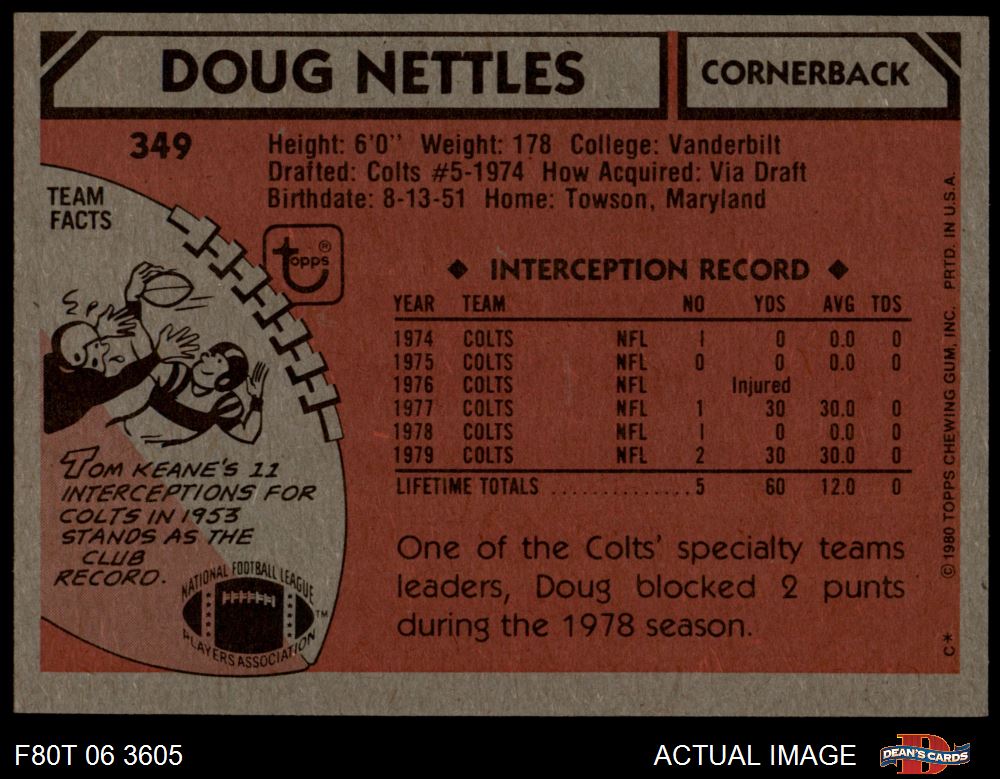 DOUG NETTLES
CORNERBACK
349
Height: 6'0" Weight: 178 College: Vanderbilt
Drafted: Colts #5-1974 How Acquired: Via Draft
Birthdate: 8-13-51 Home: Towson, Maryland
TEAM
FACTS
topps ®
TOM KEANE'S 11
INTERCEPTIONS FOR
COLTS IN 1953
STANDS AS THE
CLUB
RECORD.
NATIONAL FOOTBALL LEAGUE
PLAYERS ASSOCIATION ™
◆ INTERCEPTION RECORD ◆
YEAR TEAM NO YDS AVG TDS
1974 COLTS NFL 1 0 0.0 0
1975 COLTS NFL 0 0 0.0 0
1976 COLTS NFL Injured
1977 COLTS NFL 1 30 30.0 0
1978 COLTS NFL 1 0 0.0 0
1979 COLTS NFL 2 30 30.0 0
LIFETIME TOTALS ..............5 60 12.0 0
One of the Colts' specialty teams
leaders, Doug blocked 2 punts
during the 1978 season.
C* © 1980 TOPPS CHEWING GUM, INC. PRTD. IN U.S.A.
F80T 06 3605
ACTUAL IMAGE
DEAN'S CARDS